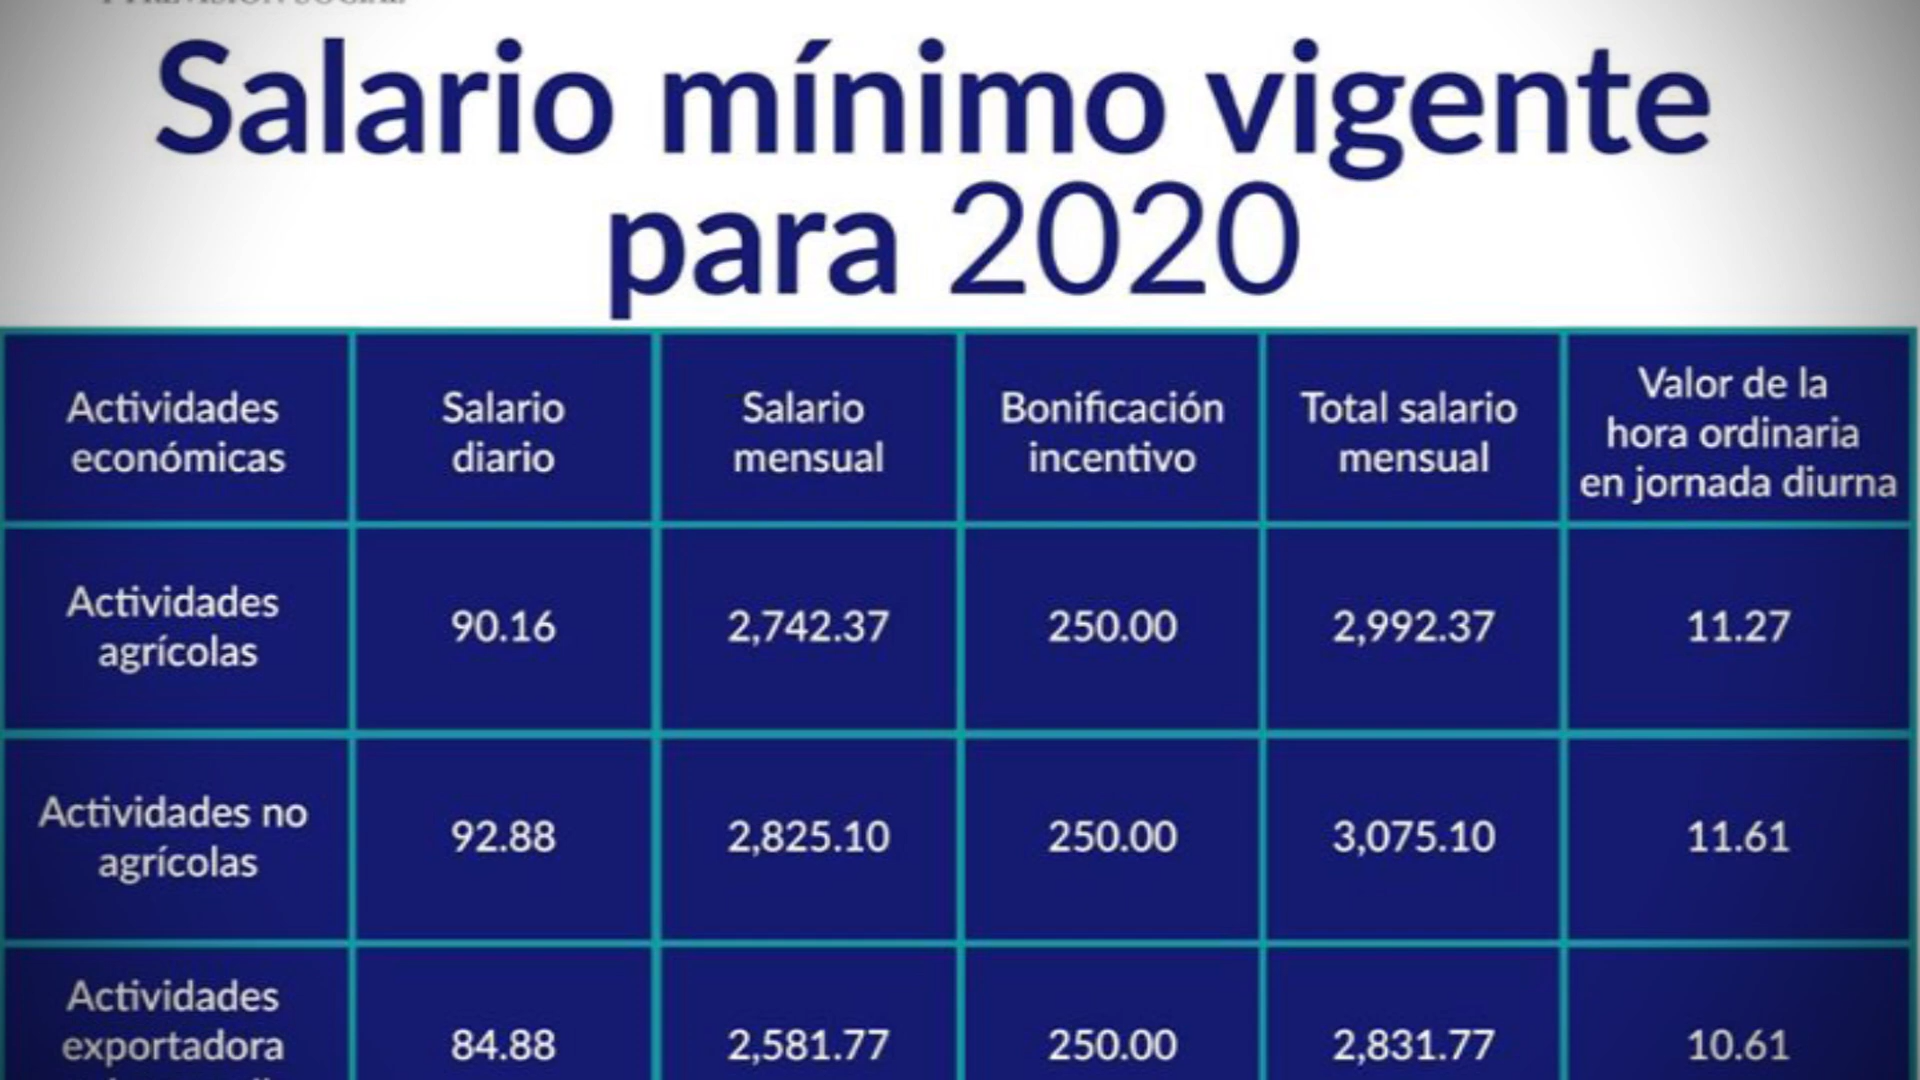 Y PREVISIÓN SOCIAL
Salario mínimo vigente
para 2020
Actividades
económicas
Salario
diario
Salario
mensual
Bonificación
incentivo
Total salario
mensual
Valor de la
hora ordinaria
en jornada diurna
Actividades
agrícolas
90.16
2,742.37
250.00
2,992.37
11.27
Actividades no
agrícolas
92.88
2,825.10
250.00
3,075.10
11.61
Actividades
exportadora
84.88
2,581.77
250.00
2,831.77
10.61